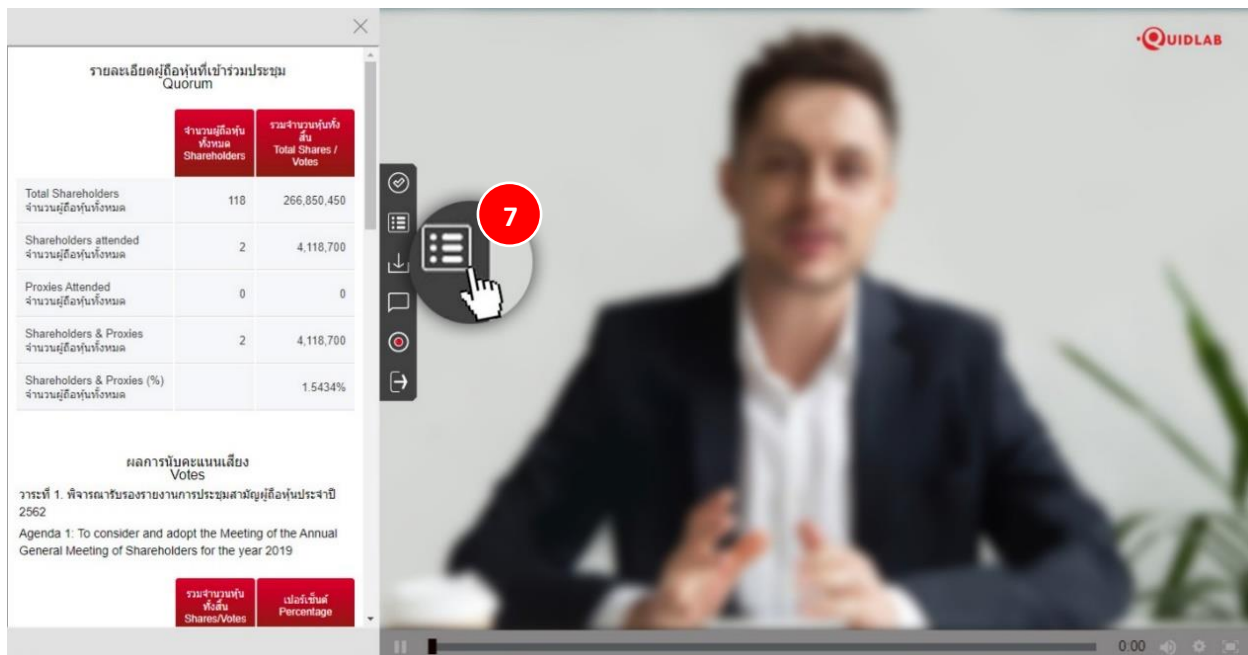 รายละเอียดผู้ถือหุ้นที่เข้าร่วมประชุม
Quorum
จำนวนผู้ถือหุ้น
ทั้งหมด
Shareholders
รวมจำนวนหุ้นทั้ง
สิ้น
Total Shares /
Votes
Total Shareholders
จำนวนผู้ถือหุ้นทั้งหมด
118
266,850,450
Shareholders attended
จำนวนผู้ถือหุ้นทั้งหมด
2
4,118,700
Proxies Attended
จำนวนผู้ถือหุ้นทั้งหมด
0
0
Shareholders & Proxies
จำนวนผู้ถือหุ้นทั้งหมด
2
4,118,700
Shareholders & Proxies (%)
จำนวนผู้ถือหุ้นทั้งหมด
1.5434%
ผลการนับคะแนนเสียง
Votes
วาระที่ 1. พิจารณารับรองรายงานการประชุมสามัญผู้ถือหุ้นประจำปี
2562
Agenda 1: To consider and adopt the Meeting of the Annual
General Meeting of Shareholders for the year 2019
รวมจำนวนหุ้น
ทั้งสิ้น
Shares/Votes
เปอร์เซ็นต์
Percentage
7
QUIDLAB
0:00